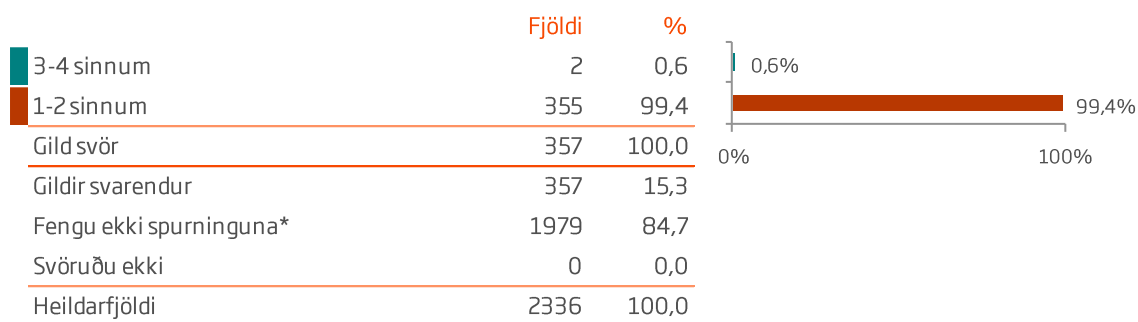 Fjöldi %
3-4 sinnum 2 0,6
1-2 sinnum 355 99,4
Gild svör 357 100,0
Gildir svarendur 357 15,3
Fengu ekki spurninguna* 1979 84,7
Svöruðu ekki 0 0,0
Heildarfjöldi 2336 100,0
0,6%
99,4%
0% 100%